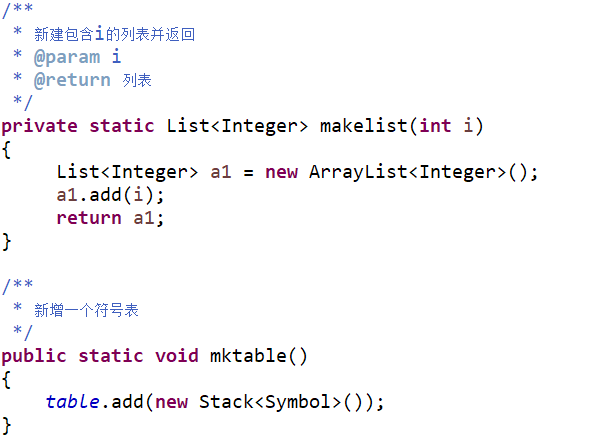 /**
 * 新建包含i的列表并返回
 * @param i
 * @return 列表
 */
private static List<Integer> makelist(int i)
{
     List<Integer> a1 = new ArrayList<Integer>();
     a1.add(i);
     return a1;
}

/**
 * 新增一个符号表
 */
public static void mktable()
{
    table.add(new Stack<Symbol>());
}